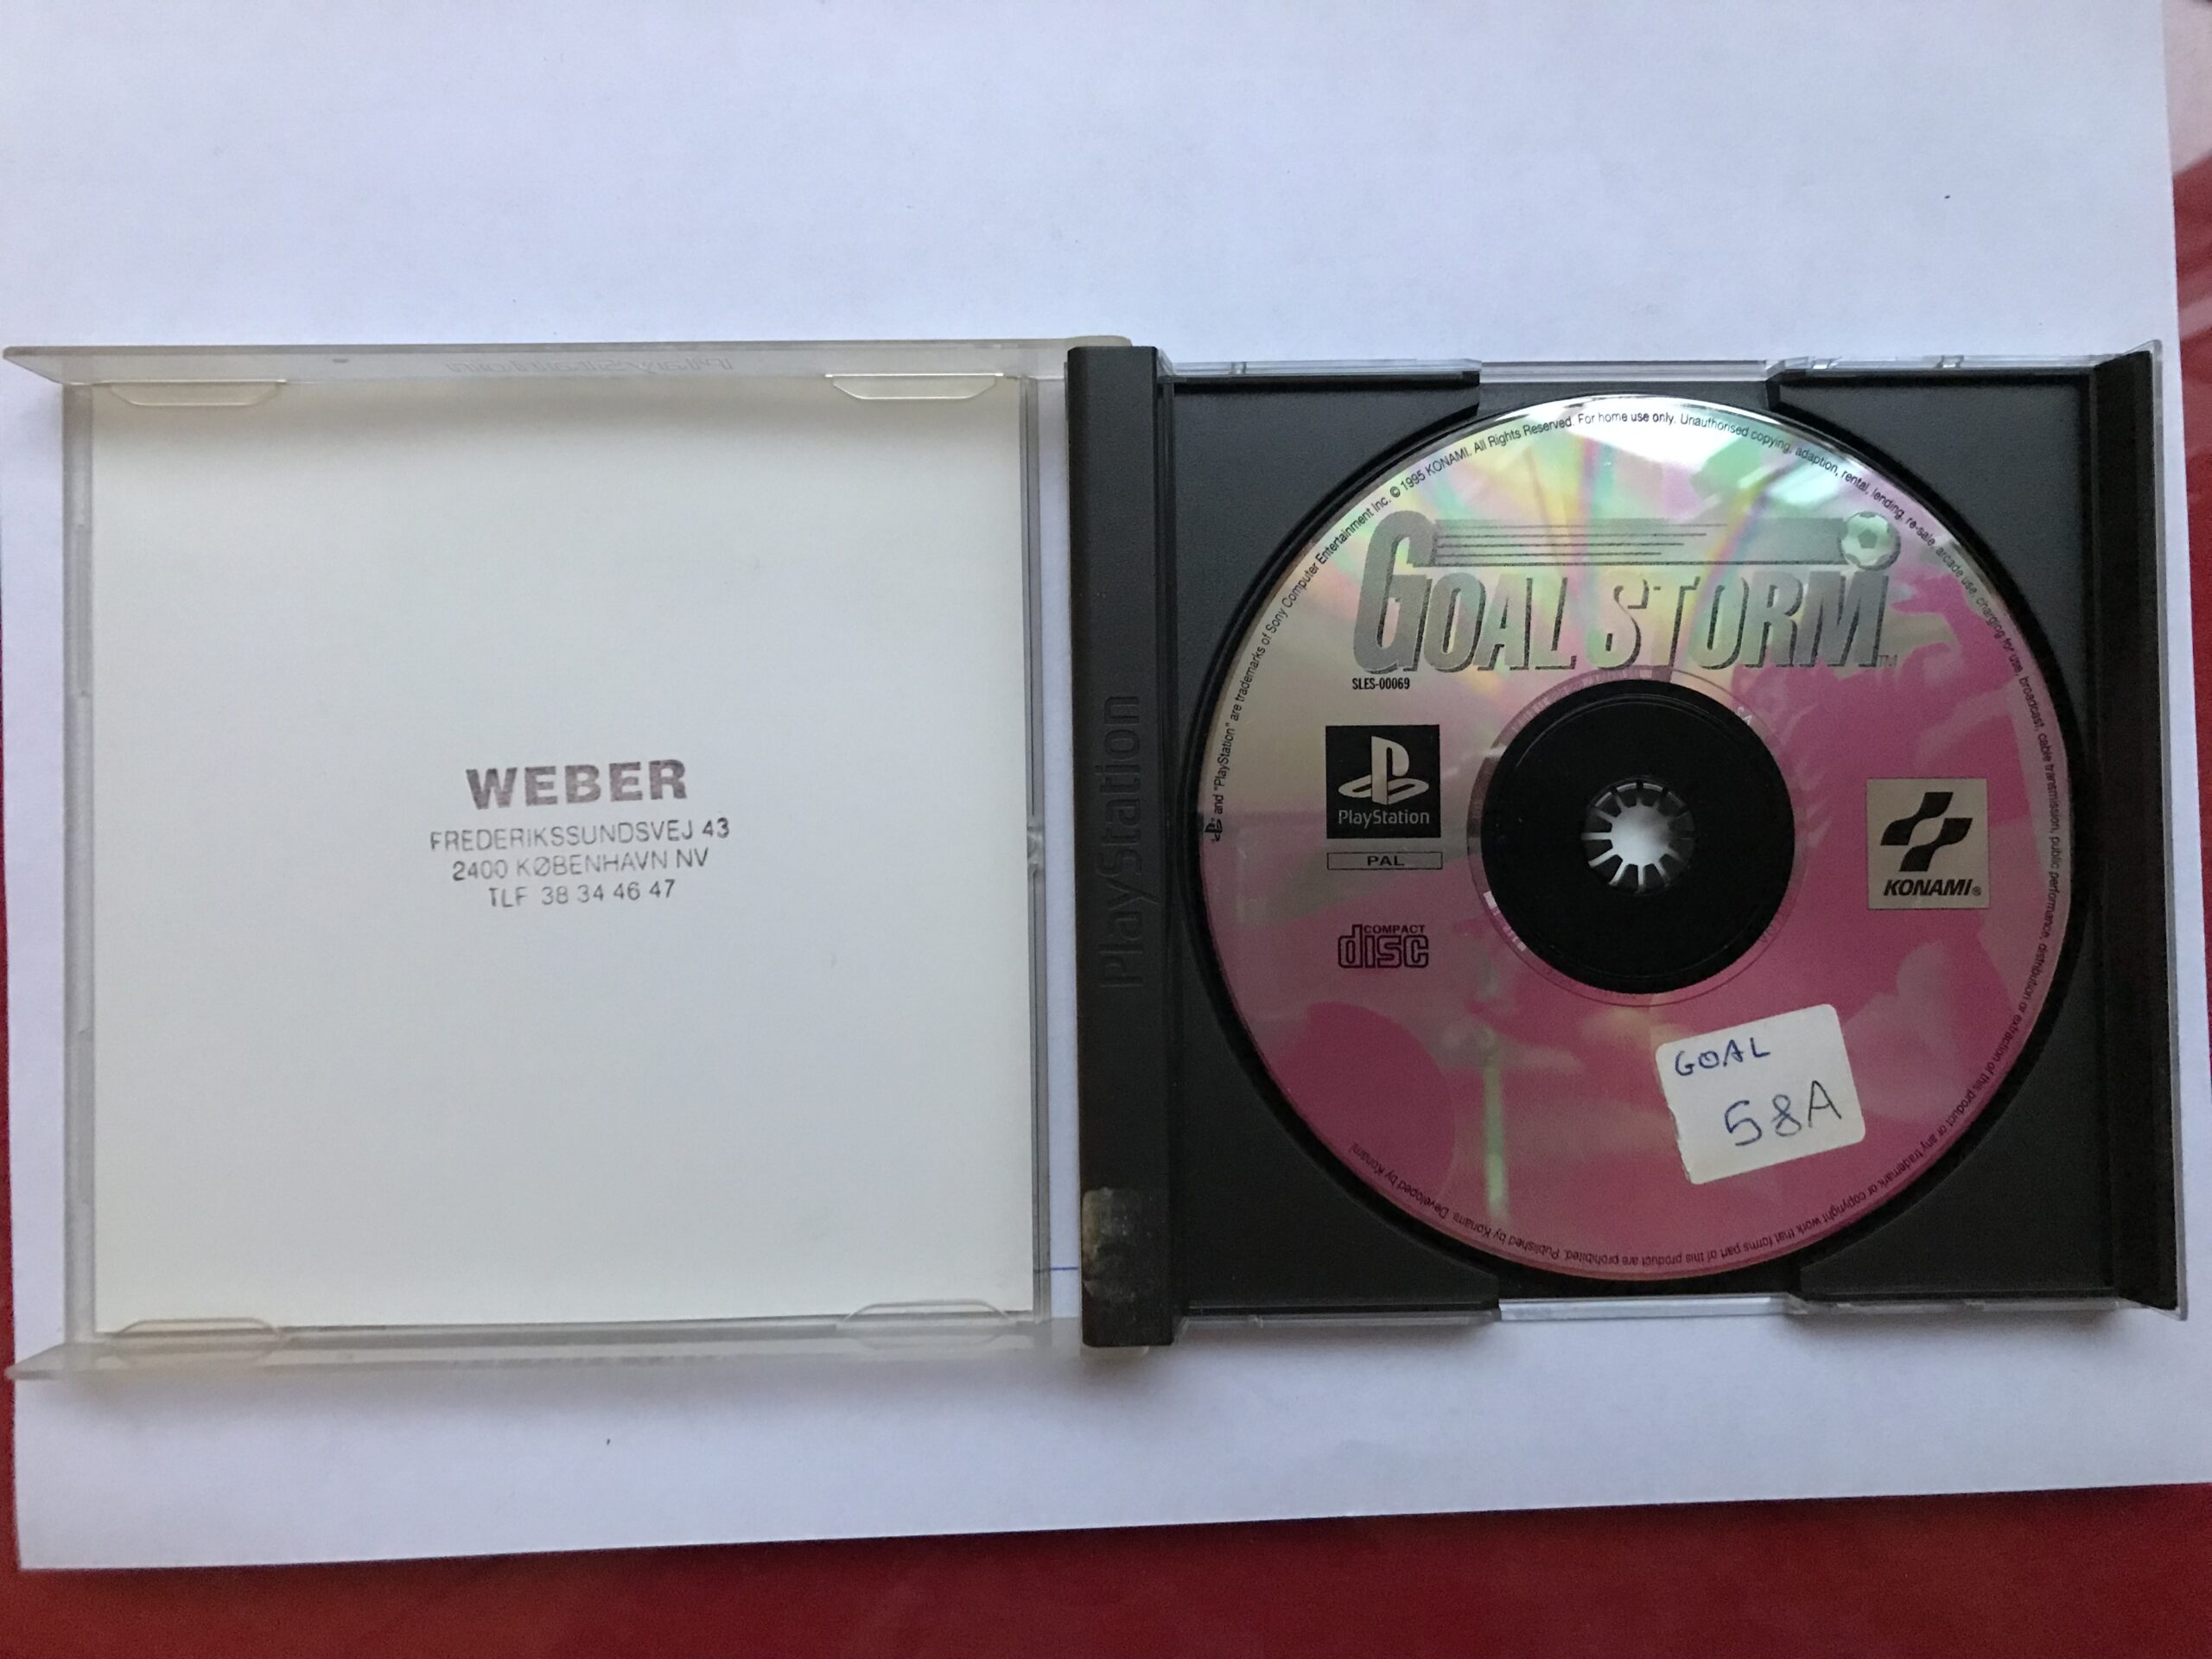 WEBER
FREDERIKSSUNDSVEJ 43
2400 KØBENHAVN NV
TLF 38 34 46 47
PlayStation
and "PlayStation" are trademarks of Sony Computer Entertainment Inc. © 1995 KONAMI. All Rights Reserved. For home use only. Unauthorised copying, adaption, rental, lending, re-sale, arcade use, charging for use, broadcast, cable transmission, public performance, distribution or extraction of this product or any trademark or copyright work that forms part of this product are prohibited. Published by Konami. Developed by Konami
GOAL STORM™
SLES-00069
PlayStation
PAL
KONAMI®
COMPACT
disc
GOAL
58A